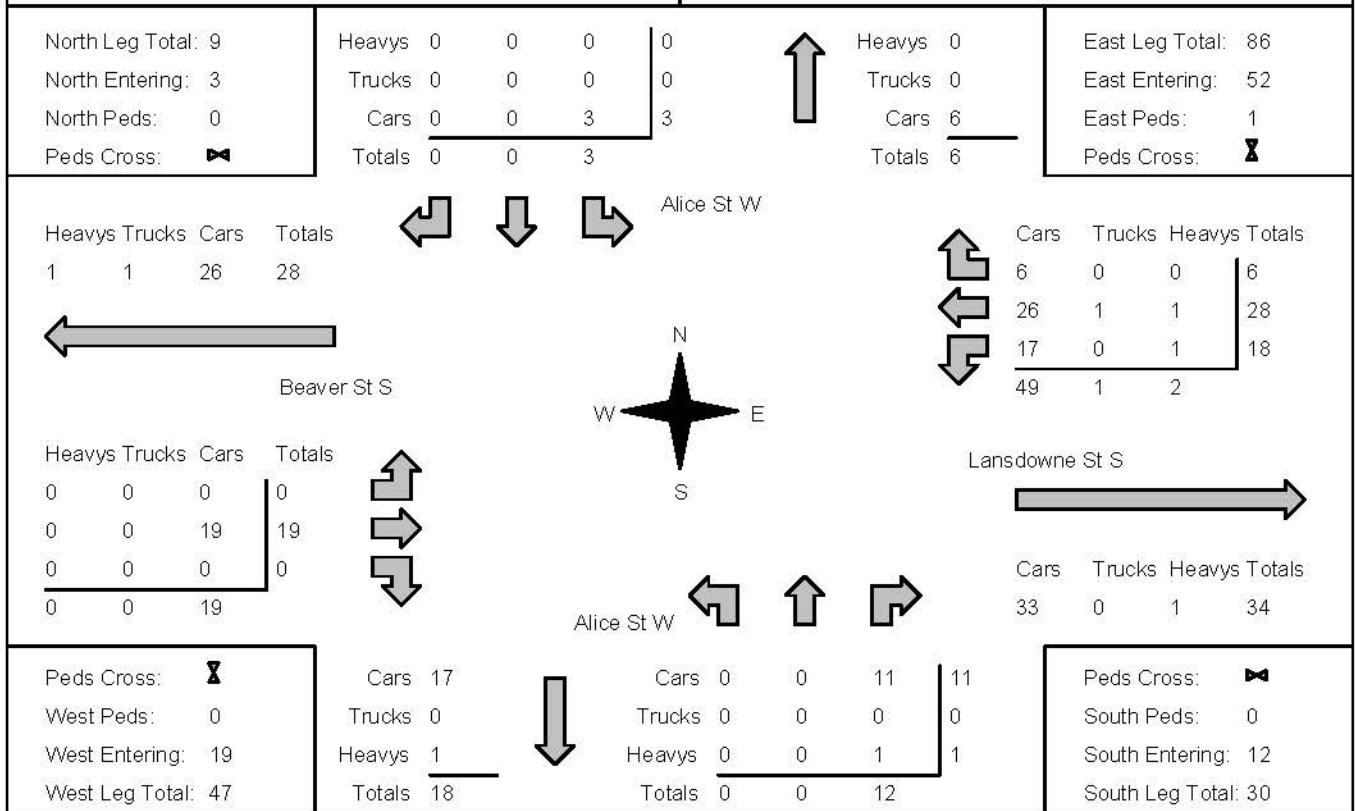 North Leg Total: 9
North Entering: 3
North Peds: 0
Peds Cross:
Heavys 0 0 0 0
Trucks 0 0 0 0
Cars 0 0 3 3
Totals 0 0 3
Heavys 0
Trucks 0
Cars 6
Totals 6
East Leg Total: 86
East Entering: 52
East Peds: 1
Peds Cross:
Alice St W
Heavys Trucks Cars Totals
1 1 26 28
Cars Trucks Heavys Totals
6 0 0 6
26 1 1 28
17 0 1 18
49 1 2
Beaver St S
N
W E
S
Heavys Trucks Cars Totals
0 0 0 0
0 0 19 19
0 0 0 0
0 0 19
Lansdowne St S
Cars Trucks Heavys Totals
33 0 1 34
Alice St W
Peds Cross:
West Peds: 0
West Entering: 19
West Leg Total: 47
Cars 17
Trucks 0
Heavys 1
Totals 18
Cars 0 0 11 11
Trucks 0 0 0 0
Heavys 0 0 1 1
Totals 0 0 12
Peds Cross:
South Peds: 0
South Entering: 12
South Leg Total: 30